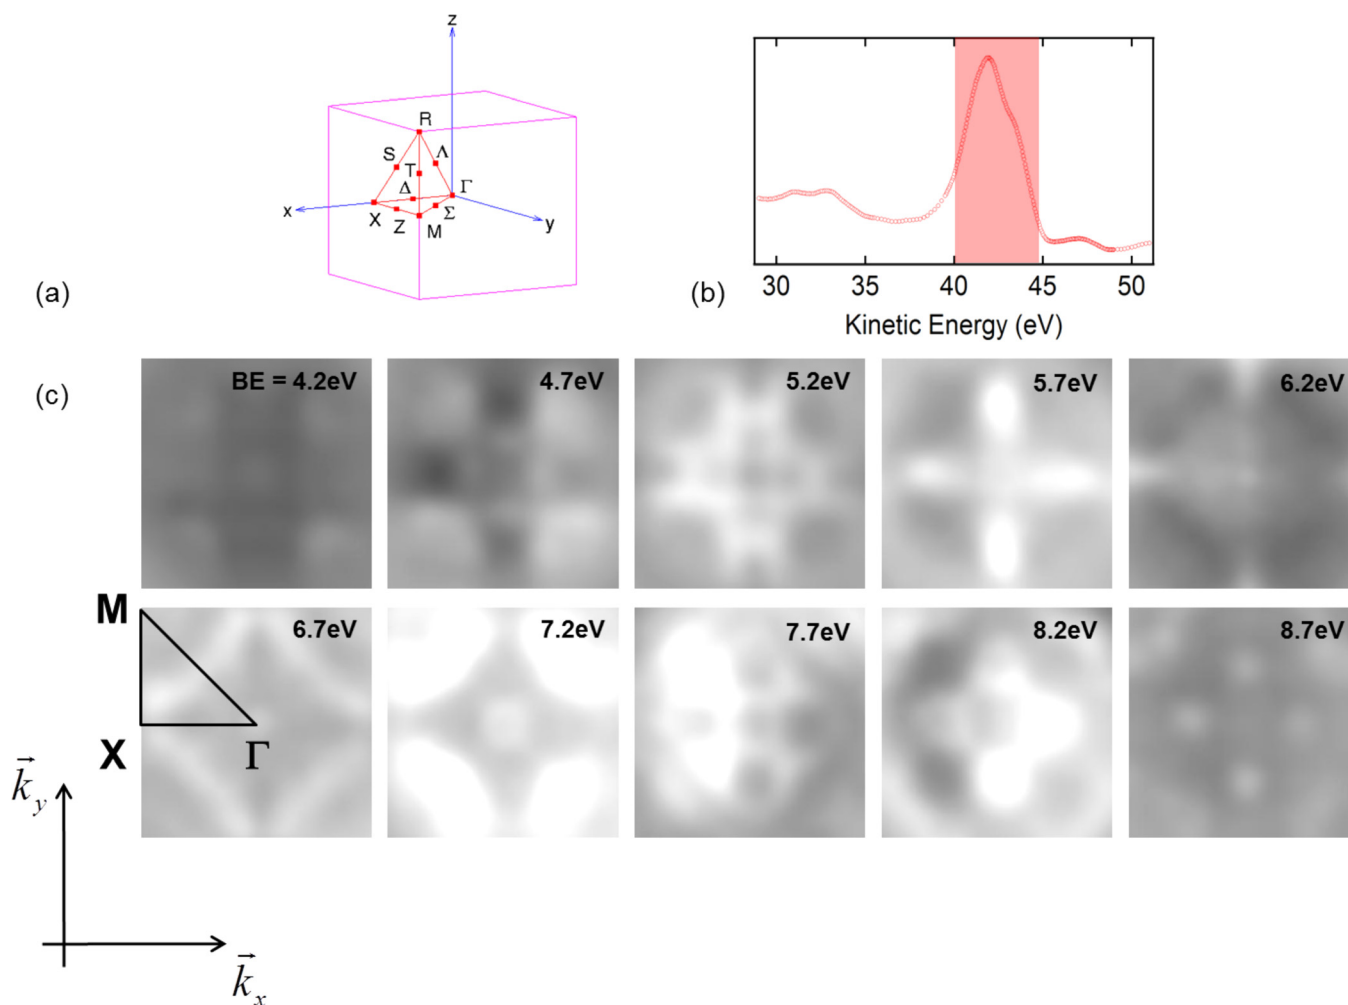 z
R
S
Λ
T
Δ
Γ
x
X
Z
M
Σ
y
(a)
(b)
30 35 40 45 50
Kinetic Energy (eV)
(c)
BE = 4.2eV
4.7eV
5.2eV
5.7eV
6.2eV
M
6.7eV
7.2eV
7.7eV
8.2eV
8.7eV
X
Γ
k⃗y
k⃗x